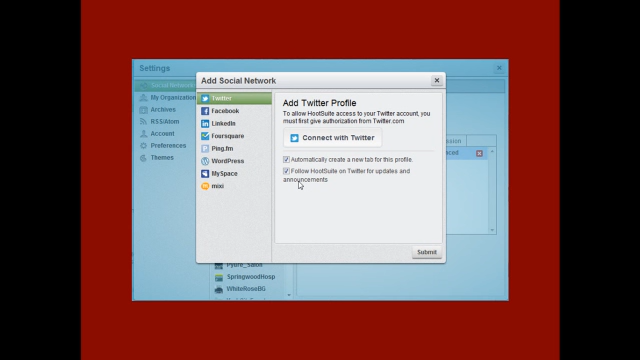 Settings
Add Social Network
Social Network
Twitter
My Organization
Facebook
Archives
LinkedIn
RSS/Atom
Foursquare
Account
Ping.fm
Preferences
WordPress
Themes
MySpace
mixi
Add Twitter Profile
To allow HootSuite access to your Twitter account, you
must first give authorization from Twitter.com
Connect with Twitter
Automatically create a new tab for this profile.
Follow HootSuite on Twitter for updates and
announcements
Submit
SpringwoodHosp
WhiteRoseBG